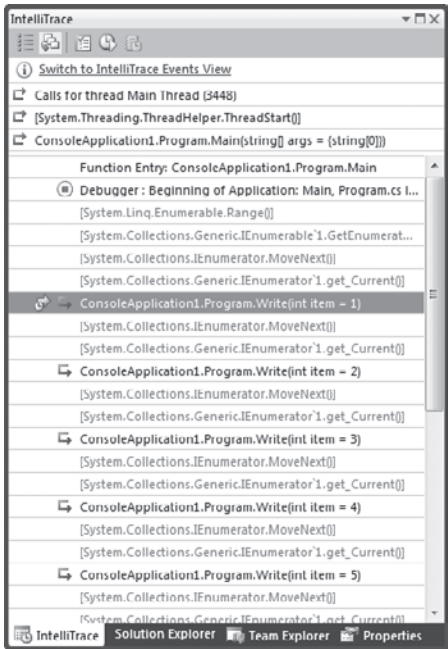 IntelliTrace
Switch to IntelliTrace Events View
Calls for thread Main Thread (3448)
[System.Threading.ThreadHelper.ThreadStart()]
ConsoleApplication1.Program.Main(string[] args = {string[0]})
Function Entry: ConsoleApplication1.Program.Main
Debugger : Beginning of Application: Main, Program.cs l...
[System.Linq.Enumerable.Range()]
[System.Collections.Generic.IEnumerable`1.GetEnumerat...
[System.Collections.IEnumerator.MoveNext()]
[System.Collections.Generic.IEnumerator`1.get_Current()]
ConsoleApplication1.Program.Write(int item = 1)
[System.Collections.IEnumerator.MoveNext()]
[System.Collections.Generic.IEnumerator`1.get_Current()]
ConsoleApplication1.Program.Write(int item = 2)
[System.Collections.IEnumerator.MoveNext()]
[System.Collections.Generic.IEnumerator`1.get_Current()]
ConsoleApplication1.Program.Write(int item = 3)
[System.Collections.IEnumerator.MoveNext()]
[System.Collections.Generic.IEnumerator`1.get_Current()]
ConsoleApplication1.Program.Write(int item = 4)
[System.Collections.IEnumerator.MoveNext()]
[System.Collections.Generic.IEnumerator`1.get_Current()]
ConsoleApplication1.Program.Write(int item = 5)
[System.Collections.IEnumerator.MoveNext()]
[System.Collections.Generic.IEnumerator`1.get_Current()]
IntelliTrace Solution Explorer Team Explorer Properties